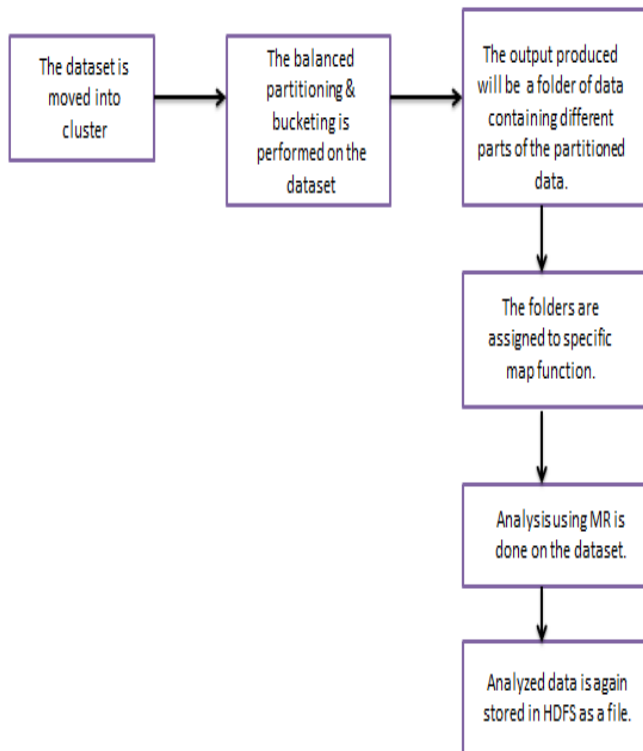 The dataset is
moved into
cluster
The balanced
partitioning &
bucketing is
performed on the
dataset
The output produced
will be a folder of data
containing different
parts of the partitioned
data.
The folders are
assigned to specific
map function.
Analysis using MR is
done on the dataset.
Analyzed data is again
stored in HDFS as a file.